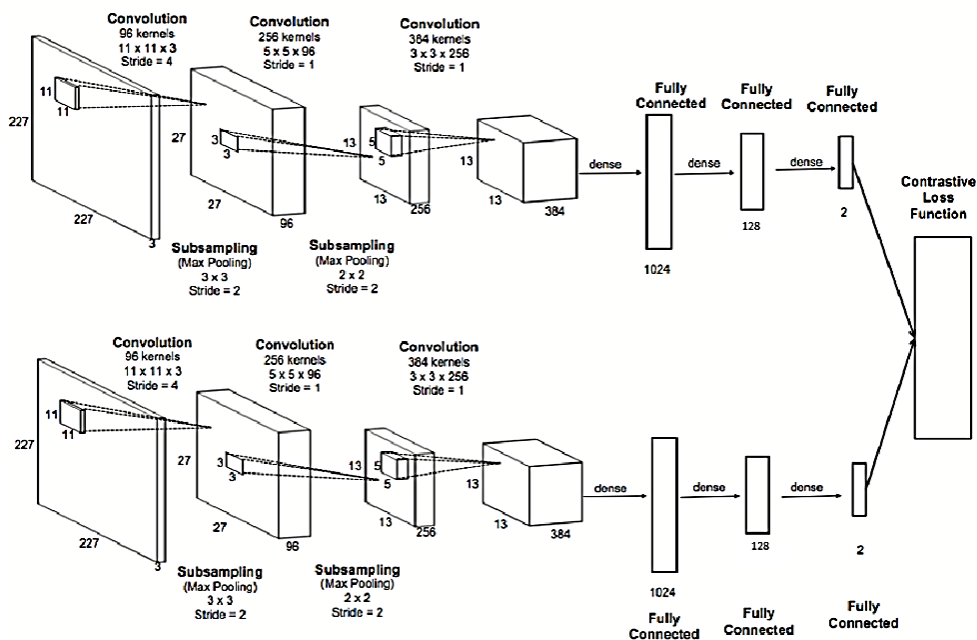 Convolution
96 kernels
11 x 11 x 3
Stride = 4
Convolution
256 kernels
5 x 5 x 96
Stride = 1
Convolution
384 kernels
3 x 3 x 256
Stride = 1
Fully
Connected
Fully
Connected
Fully
Connected
11
11
227
227
3
3
3
27
27
96
5
5
13
13
256
13
13
384
dense
dense
dense
1024
128
2
Contrastive
Loss
Function
Subsampling
(Max Pooling)
3 x 3
Stride = 2
Subsampling
(Max Pooling)
2 x 2
Stride = 2
Convolution
96 kernels
11 x 11 x 3
Stride = 4
Convolution
256 kernels
5 x 5 x 96
Stride = 1
Convolution
384 kernels
3 x 3 x 256
Stride = 1
11
11
227
227
3
3
3
27
27
96
5
5
13
13
256
13
13
384
dense
dense
dense
1024
128
2
Subsampling
(Max Pooling)
3 x 3
Stride = 2
Subsampling
(Max Pooling)
2 x 2
Stride = 2
Fully
Connected
Fully
Connected
Fully
Connected